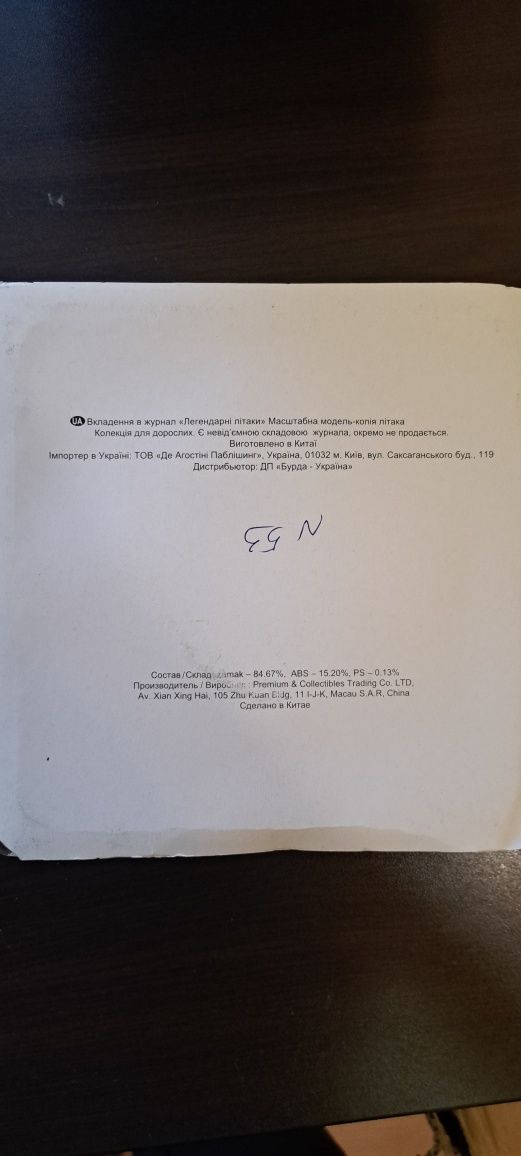 UA Вкладення в журнал «Легендарні літаки» Масштабна модель-копія літака
Колекція для дорослих. Є невід'ємною складовою журнала, окремо не продається.
Виготовлено в Китаї
Імпортер в Україні: ТОВ «Де Агостіні Паблішинг», Україна, 01032 м. Київ, вул. Саксаганського буд., 119
Дистрибьютор: ДП «Бурда - Україна»
N 53
Состав/Склад zamak – 84.67%, ABS – 15.20%, PS – 0.13%
Производитель / Виробник : Premium & Collectibles Trading Co. LTD,
Av. Xian Xing Hai, 105 Zhu Kuan Bldg, 11 I-J-K, Macau S.A.R, China
Сделано в Китае